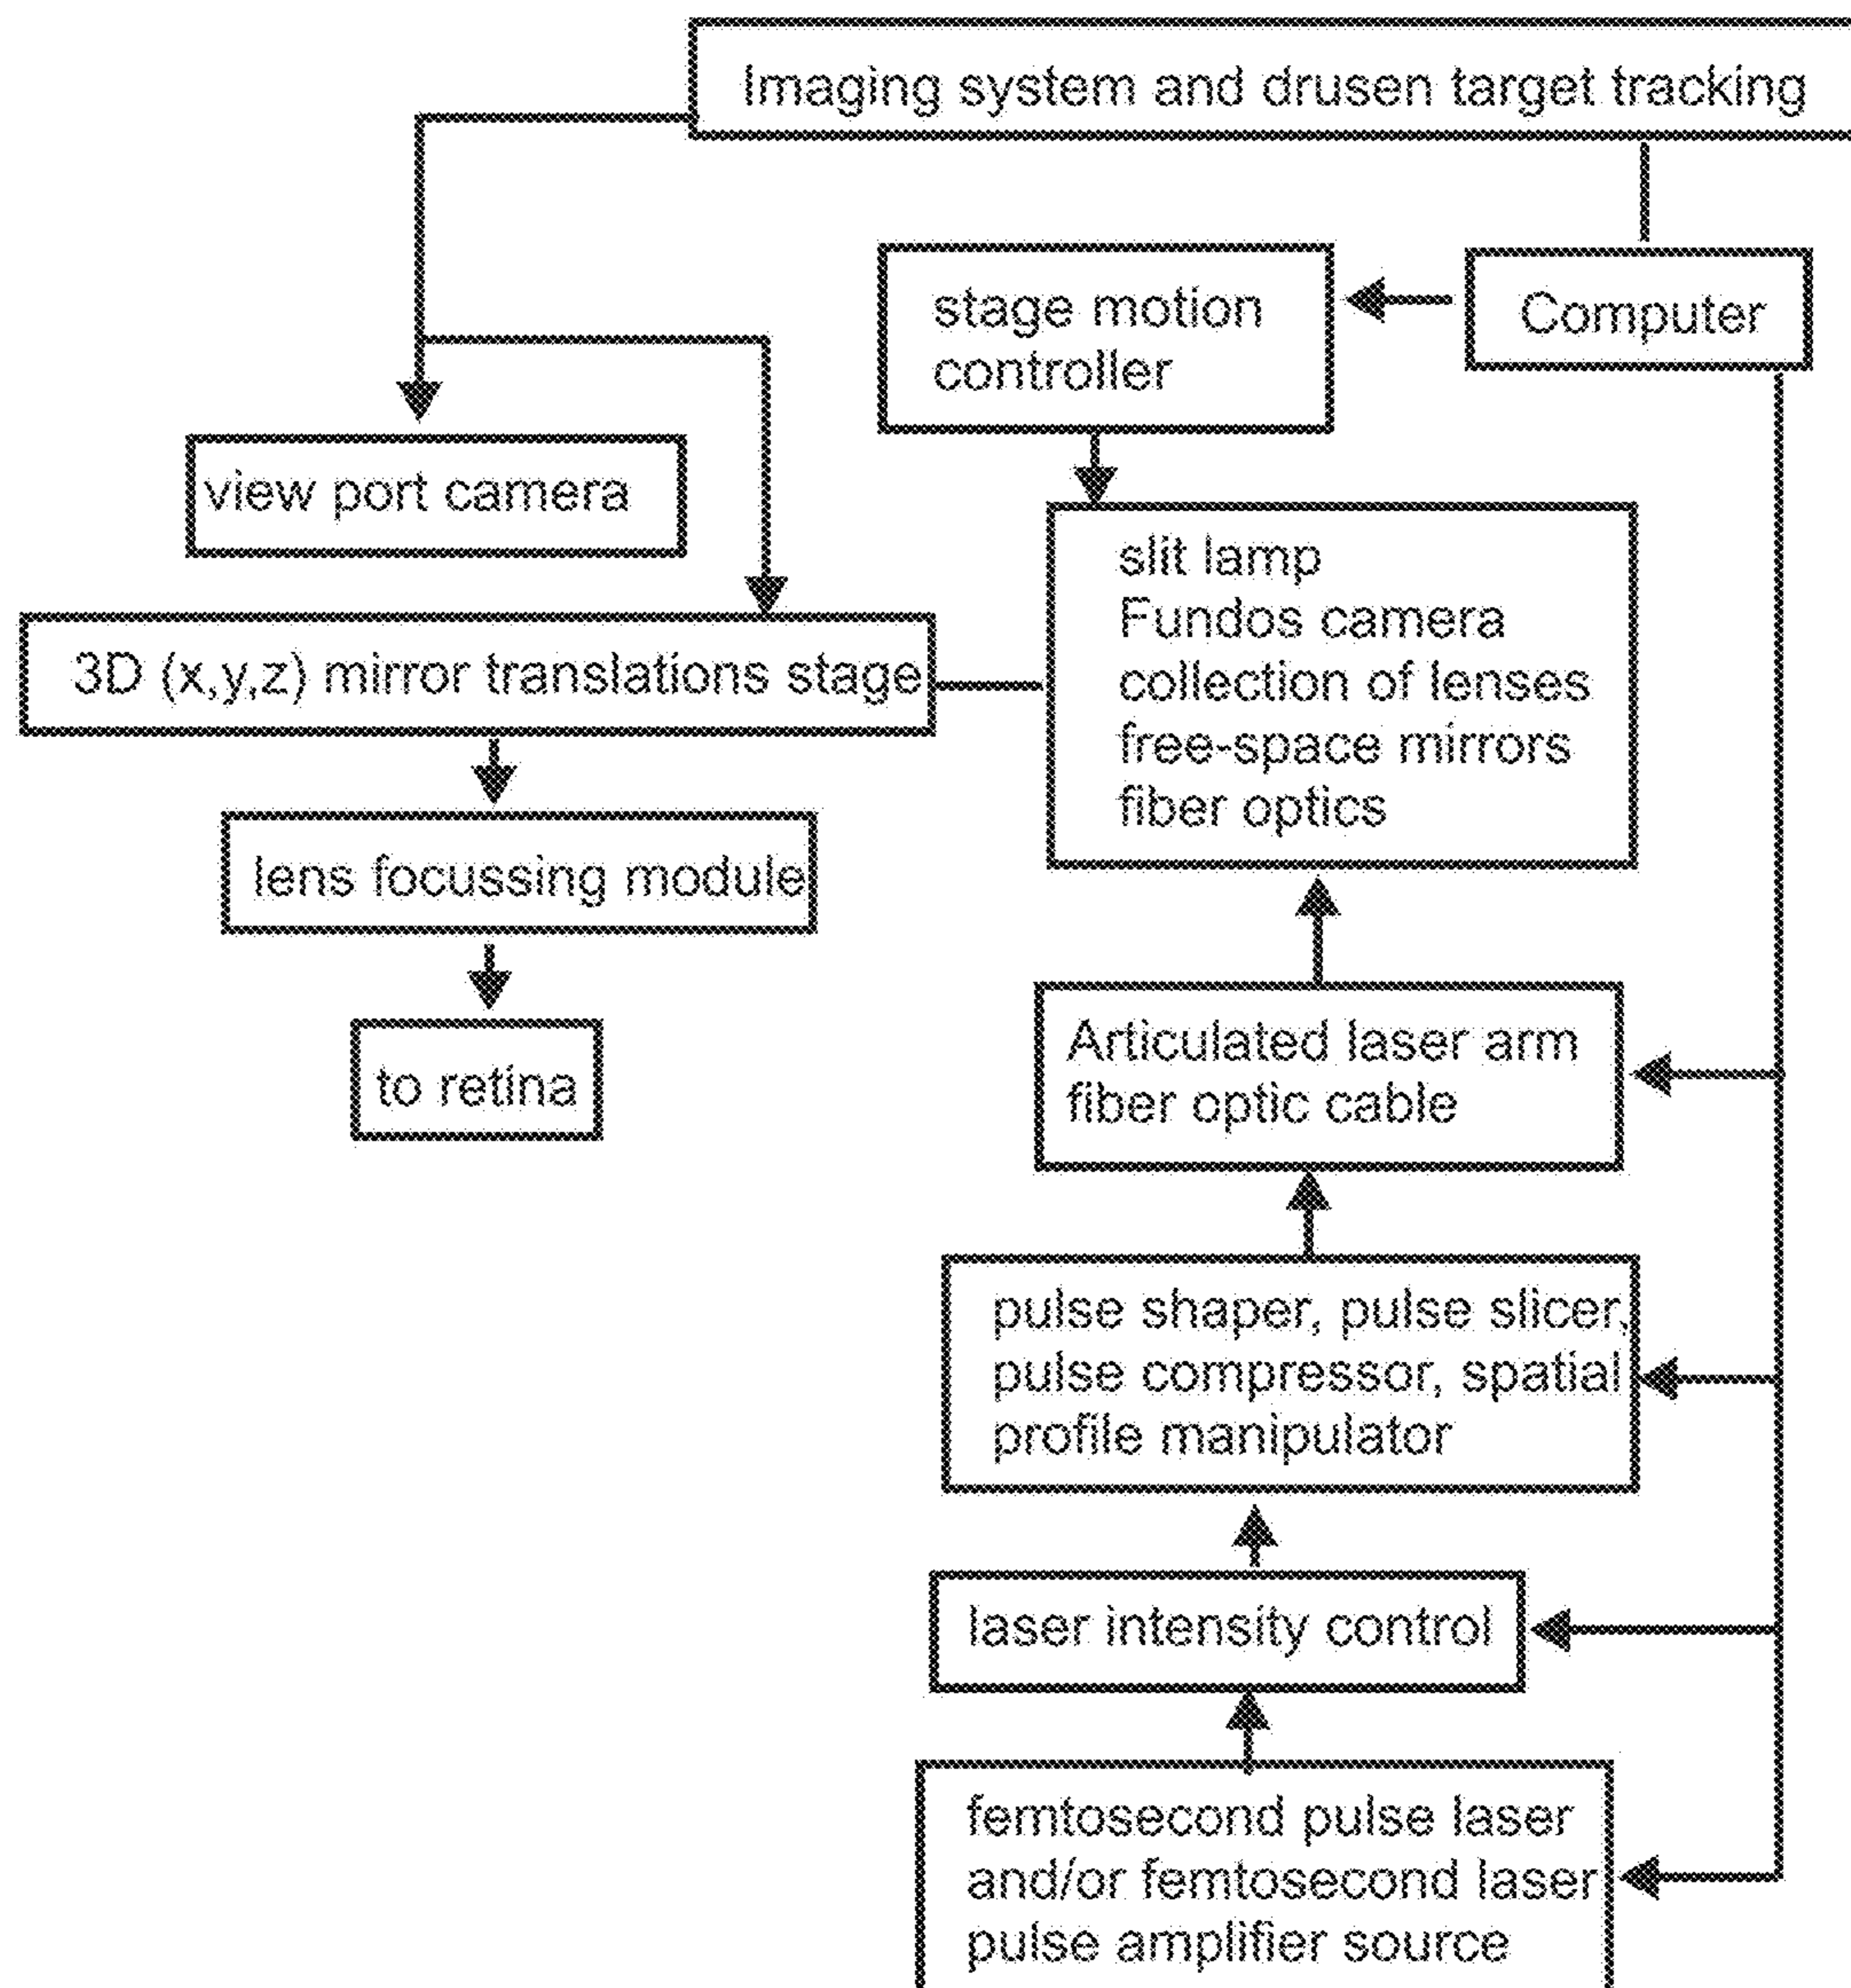 Imaging system and drusen target tracking
stage motion
controller
Computer
view port camera
slit lamp
Fundos camera
collection of lenses
free-space mirrors
fiber optics
3D (x,y,z) mirror translations stage
lens focussing module
to retina
Articulated laser arm
fiber optic cable
pulse shaper, pulse slicer,
pulse compressor, spatial
profile manipulator
laser intensity control
femtosecond pulse laser
and/or femtosecond laser
pulse amplifier source